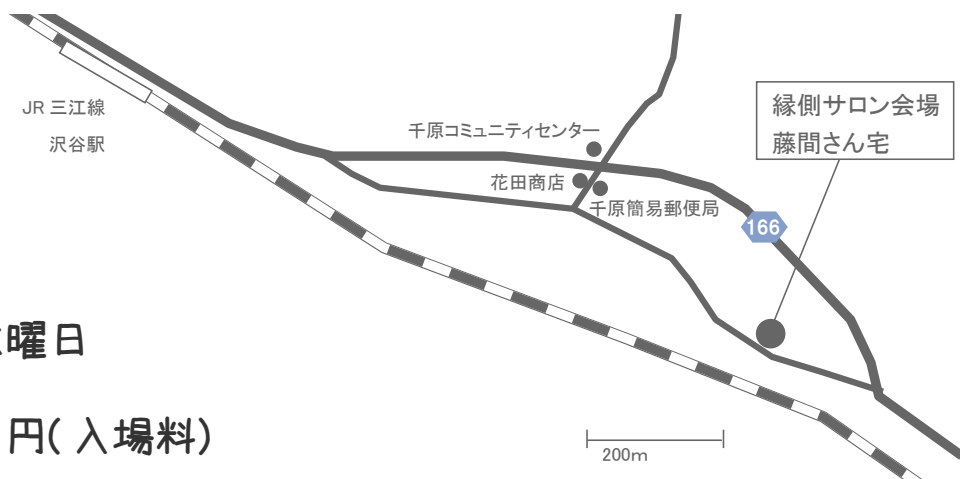 JR 三江線
沢谷駅
千原コミュニティセンター
花田商店
千原簡易郵便局
縁側サロン会場
藤間さん宅
166
曜日
円(入場料)
200m